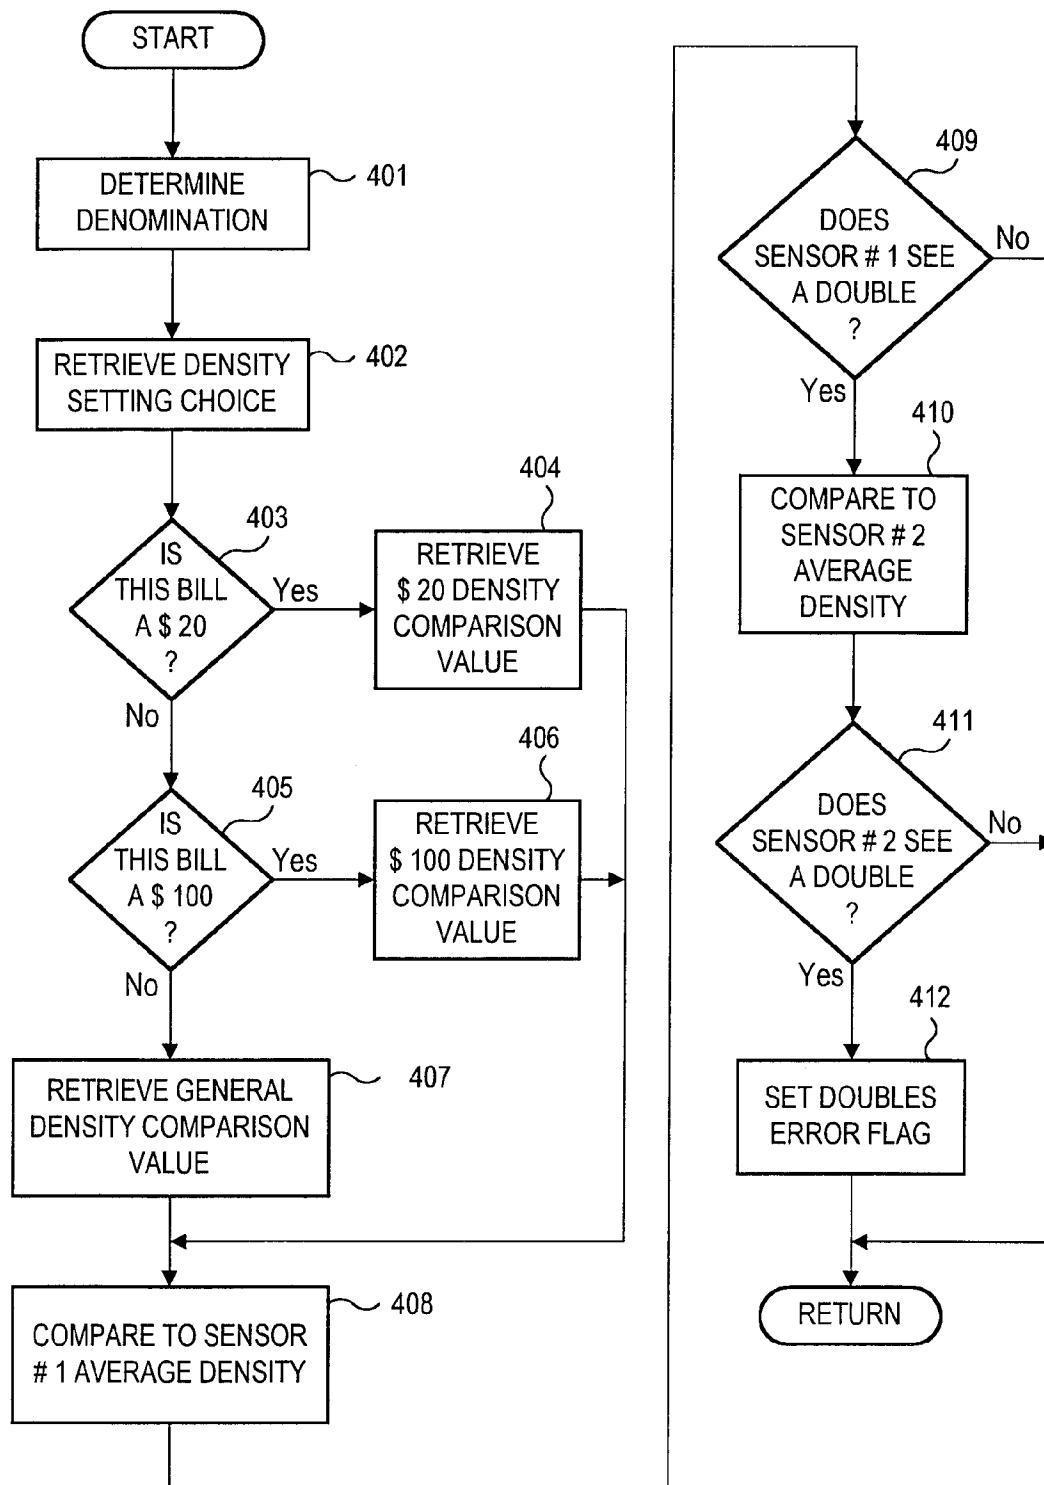 START
DETERMINE
DENOMINATION
401
RETRIEVE DENSITY
SETTING CHOICE
402
IS
THIS BILL
A $ 20
?
403
Yes
No
RETRIEVE
$ 20 DENSITY
COMPARISON
VALUE
404
IS
THIS BILL
A $ 100
?
405
Yes
No
RETRIEVE
$ 100 DENSITY
COMPARISON
VALUE
406
RETRIEVE GENERAL
DENSITY COMPARISON
VALUE
407
COMPARE TO SENSOR
# 1 AVERAGE DENSITY
408
DOES
SENSOR # 1 SEE
A DOUBLE
?
409
No
Yes
COMPARE TO
SENSOR # 2
AVERAGE
DENSITY
410
DOES
SENSOR # 2 SEE
A DOUBLE
?
411
No
Yes
SET DOUBLES
ERROR FLAG
412
RETURN